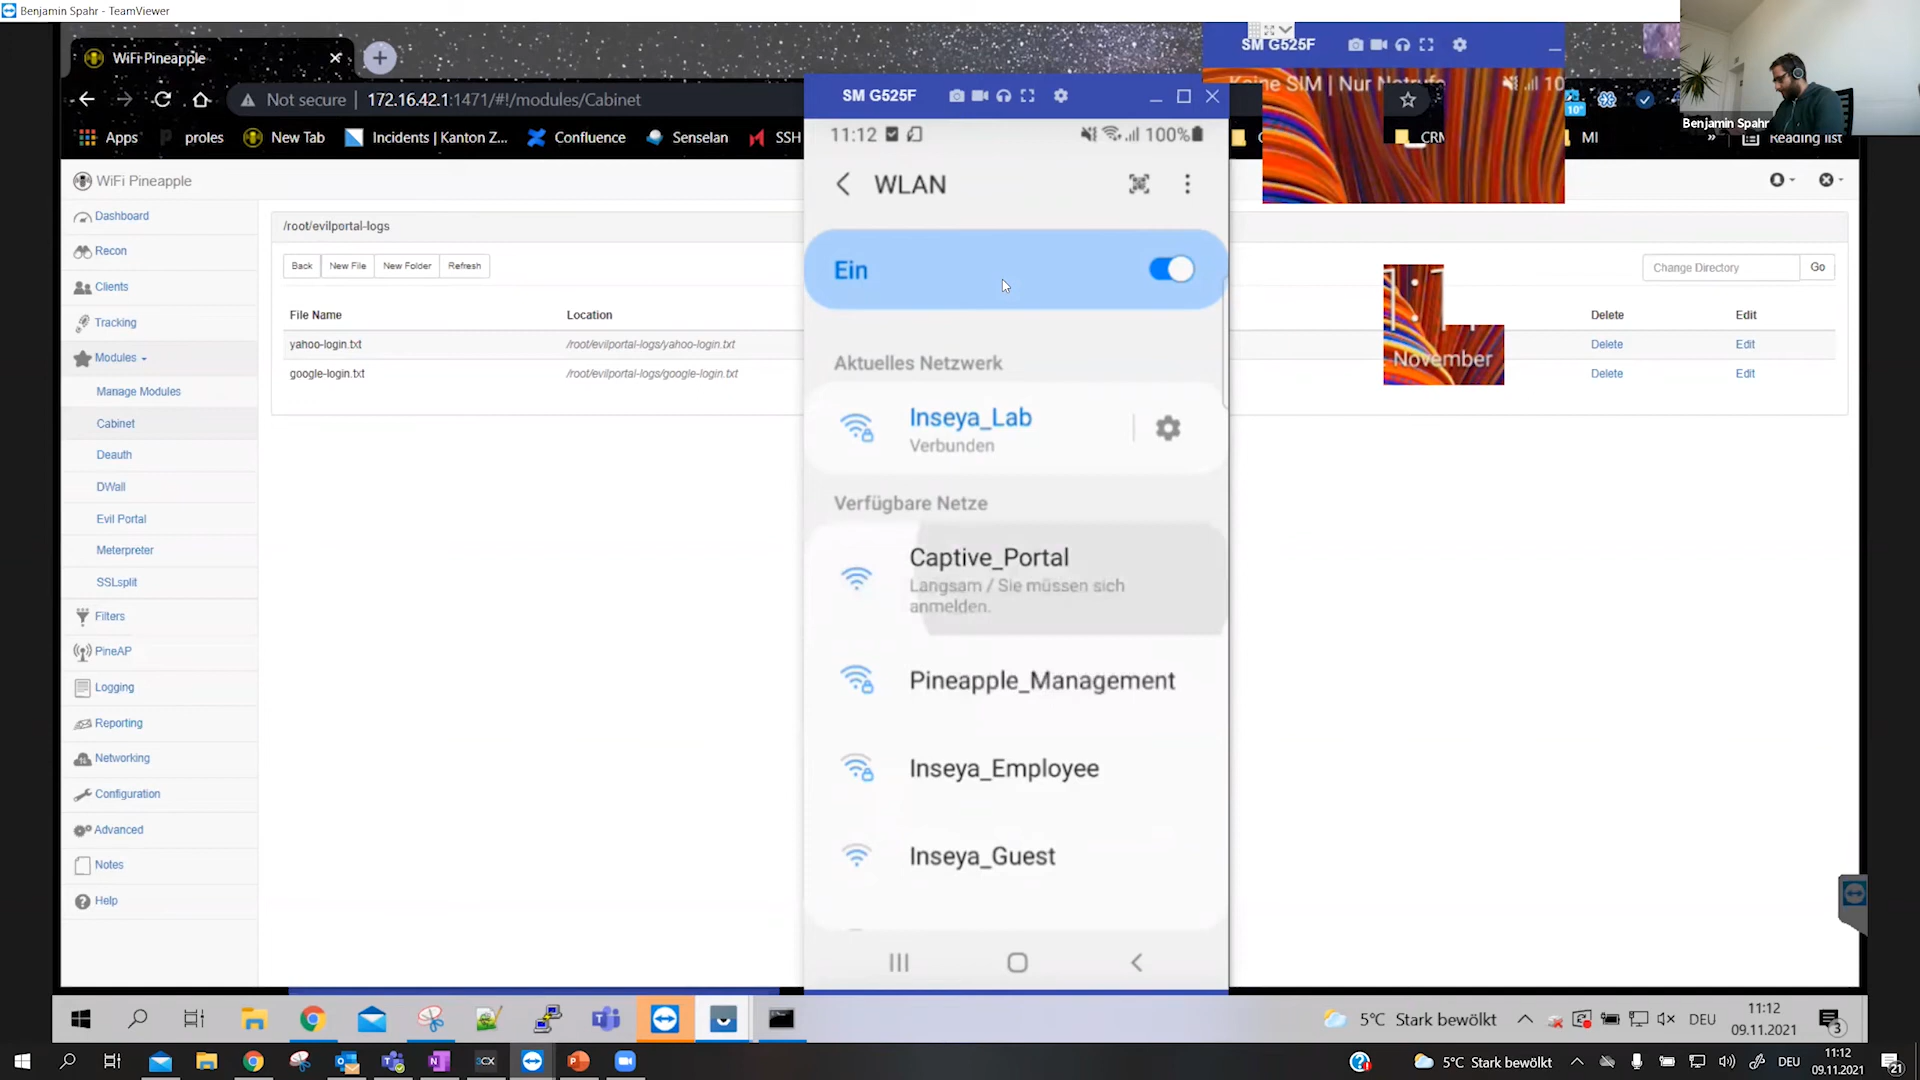 Benjamin Spahr - TeamViewer
WiFi Pineapple
SM G525F
Keine SIM | Nur Notrufe
Not secure
172.16.42.1:1471/#!/modules/Cabinet
SM G525F
Benjamin Spahr
Apps
proles
New Tab
Incidents | Kanton Z...
Confluence
Senselan
SSH
CRM
MI
»
Reading list
11:12
100%
WiFi Pineapple
WLAN
Dashboard
Recon
Clients
Tracking
Modules
Manage Modules
Cabinet
Deauth
DWall
Evil Portal
Meterpreter
SSLsplit
Filters
PineAP
Logging
Reporting
Networking
Configuration
Advanced
Notes
Help
/root/evilportal-logs
Back
New File
New Folder
Refresh
Change Directory
Go
File Name
Location
Delete
Edit
yahoo-login.txt
/root/evilportal-logs/yahoo-login.txt
Delete
Edit
google-login.txt
/root/evilportal-logs/google-login.txt
Delete
Edit
November
Ein
Aktuelles Netzwerk
Inseya_Lab
Verbunden
Verfügbare Netze
Captive_Portal
Langsam / Sie müssen sich
anmelden.
Pineapple_Management
Inseya_Employee
Inseya_Guest
5°C Stark bewölkt
DEU
11:12
09.11.2021
3
3CX
5°C Stark bewölkt
DEU
11:12
09.11.2021
21